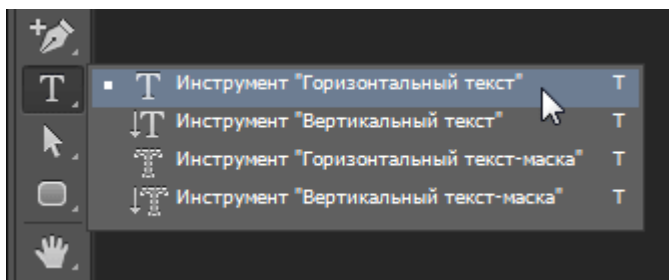 Инструмент "Горизонтальный текст" T
Инструмент "Вертикальный текст" T
Инструмент "Горизонтальный текст-маска" T
Инструмент "Вертикальный текст-маска" T